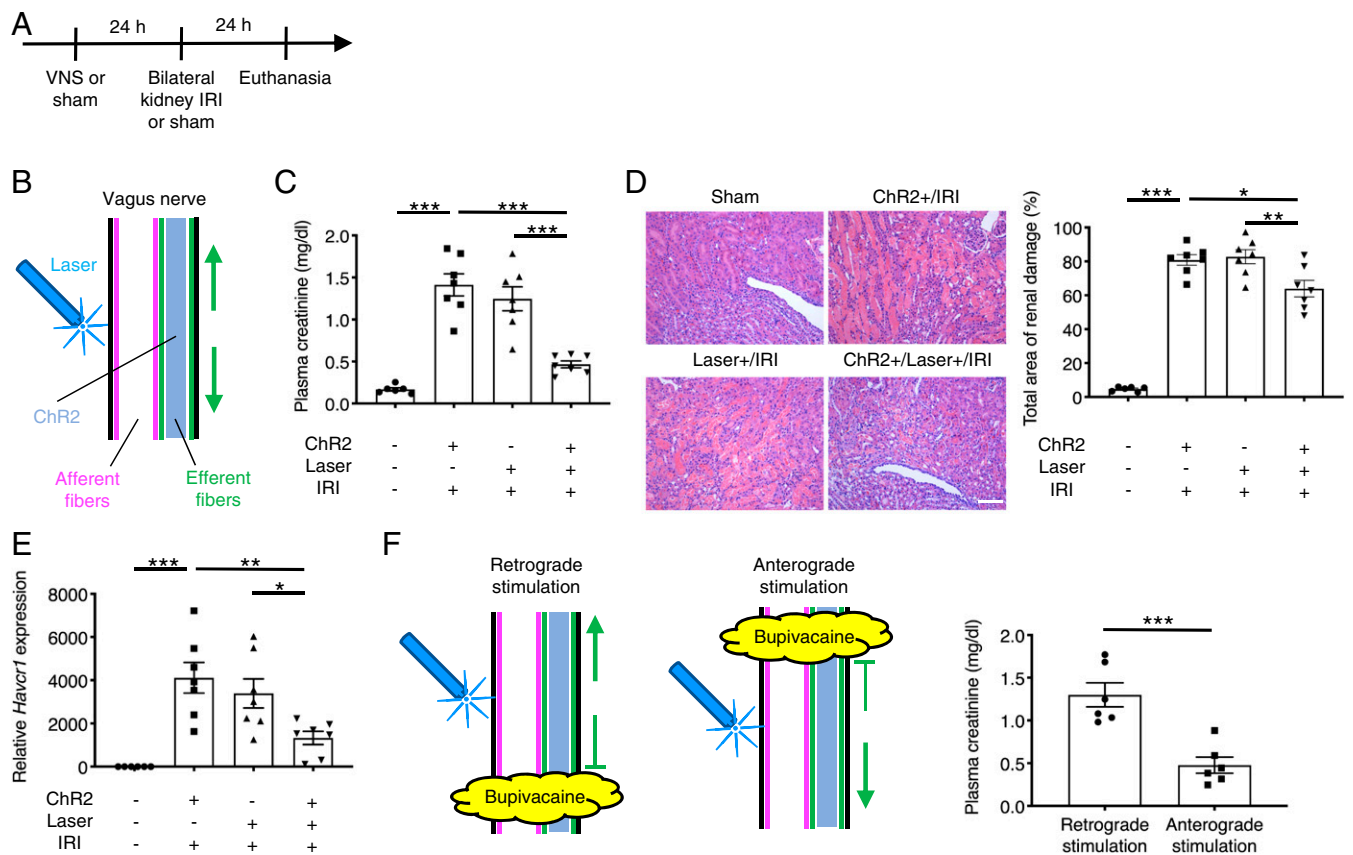 A
24 h
24 h
VNS or
sham
Bilateral
kidney IRI
or sham
Euthanasia
B
Vagus nerve
Laser
ChR2
Afferent
fibers
Efferent
fibers
C
Plasma creatinine (mg/dl)
2.0
1.5
1.0
0.5
0.0
***
***
***
ChR2 - + - +
Laser - - + +
IRI - + + +
D
Sham
ChR2+/IRI
Laser+/IRI
ChR2+/Laser+/IRI
Total area of renal damage (%)
100
80
60
40
20
0
***
*
**
ChR2 - + - +
Laser - - + +
IRI - + + +
E
Relative Havcr1 expression
8000
6000
4000
2000
0
***
**
*
ChR2 - + - +
Laser - - + +
IRI - + + +
F
Retrograde
stimulation
Bupivacaine
Anterograde
stimulation
Bupivacaine
Plasma creatinine (mg/dl)
2.0
1.5
1.0
0.5
0.0
***
Retrograde
stimulation
Anterograde
stimulation